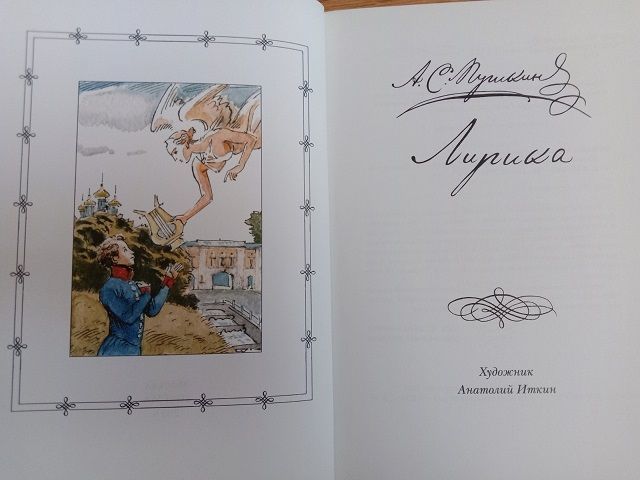 А. С. Пушкин
Лирика
Художник
Анатолий Иткин